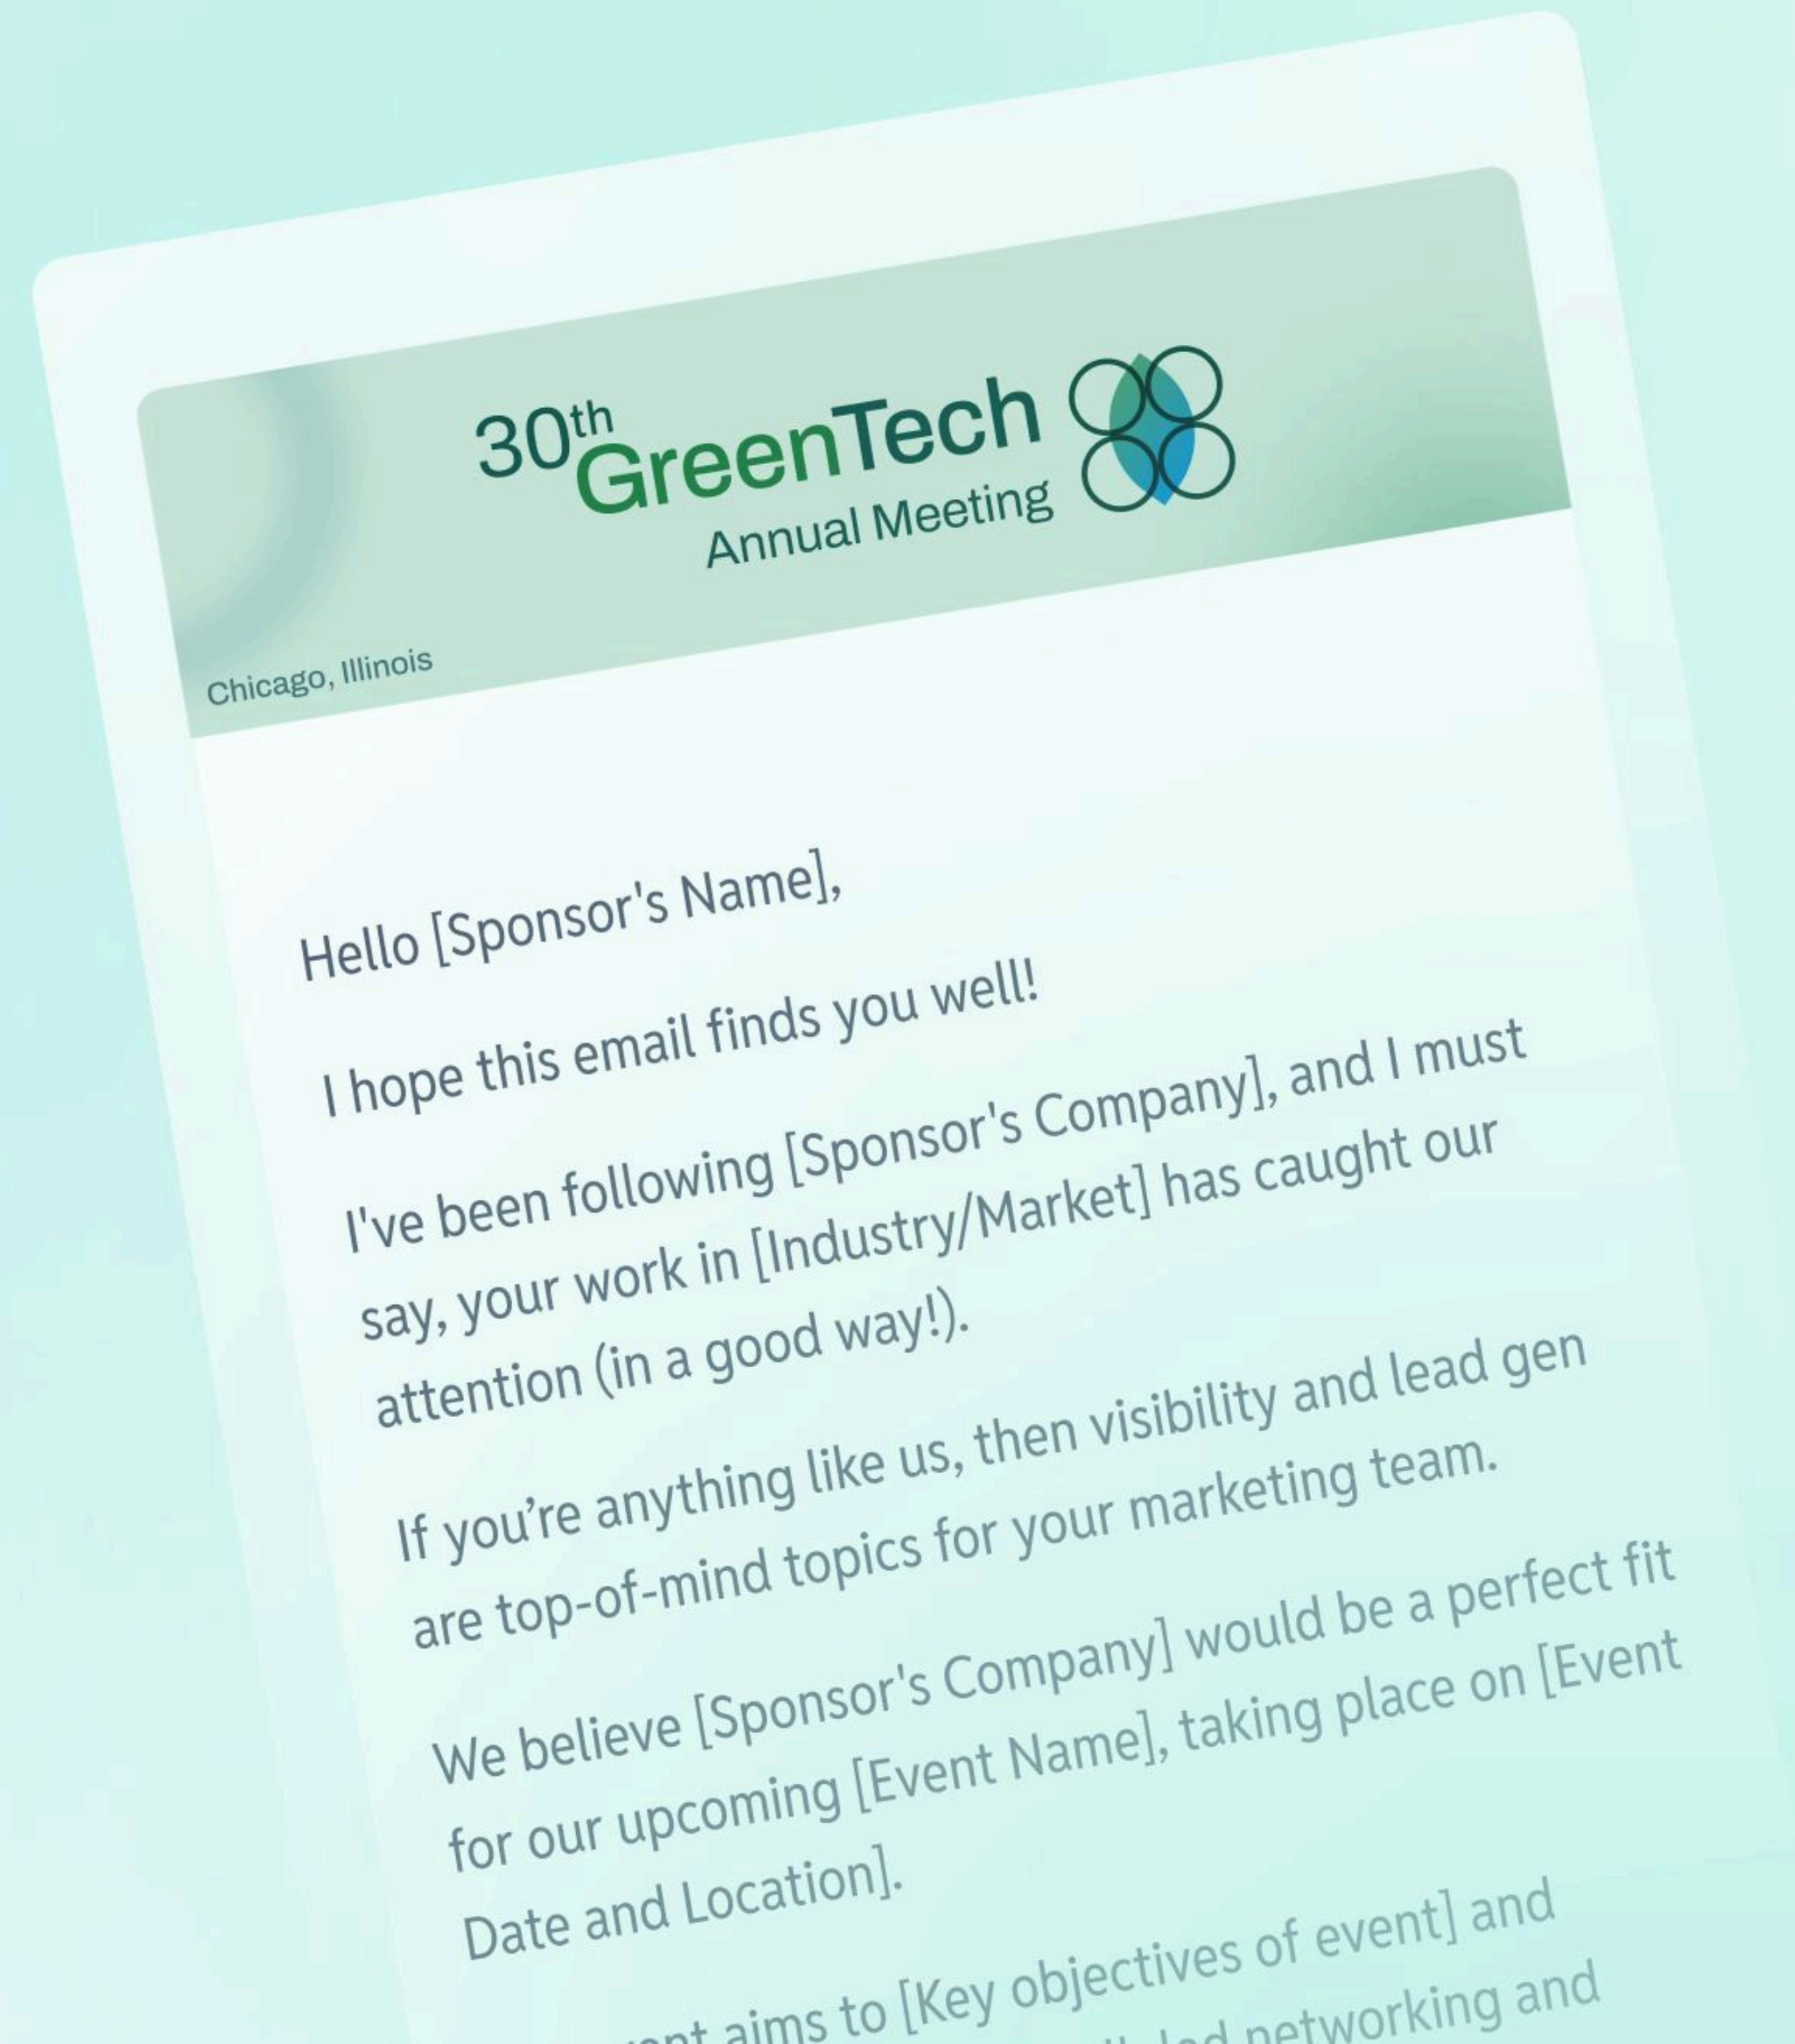 30th
GreenTech
Annual Meeting
Chicago, Illinois
Hello [Sponsor's Name],
I hope this email finds you well!
I've been following [Sponsor's Company], and I must
say, your work in [Industry/Market] has caught our
attention (in a good way!).
If you’re anything like us, then visibility and lead gen
are top-of-mind topics for your marketing team.
We believe [Sponsor's Company] would be a perfect fit
for our upcoming [Event Name], taking place on [Event
Date and Location].
aims to [Key objectives of event] and
networking and